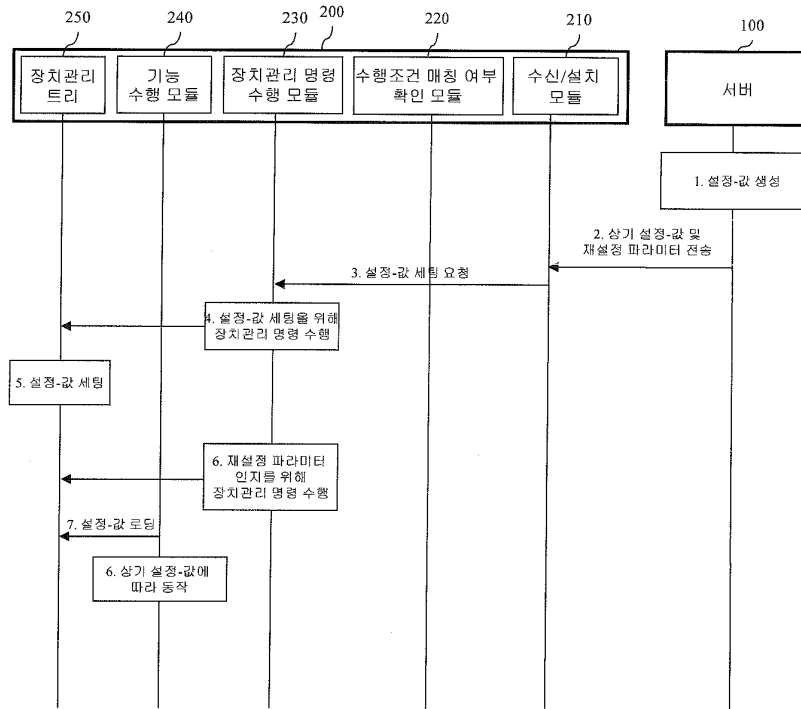 250
240
230
200
220
210
100
장치관리
트리
기능
수행 모듈
장치관리 명령
수행 모듈
수행조건 매칭 여부
확인 모듈
수신/설치
모듈
서버
1. 설정-값 생성
2. 상기 설정-값 및
재설정 파라미터 전송
3. 설정-값 세팅 요청
4. 설정-값 세팅을 위해
장치관리 명령 수행
5. 설정-값 세팅
6. 재설정 파라미터
인지를 위해
장치관리 명령 수행
7. 설정-값 로딩
6. 상기 설정-값에
따라 동작